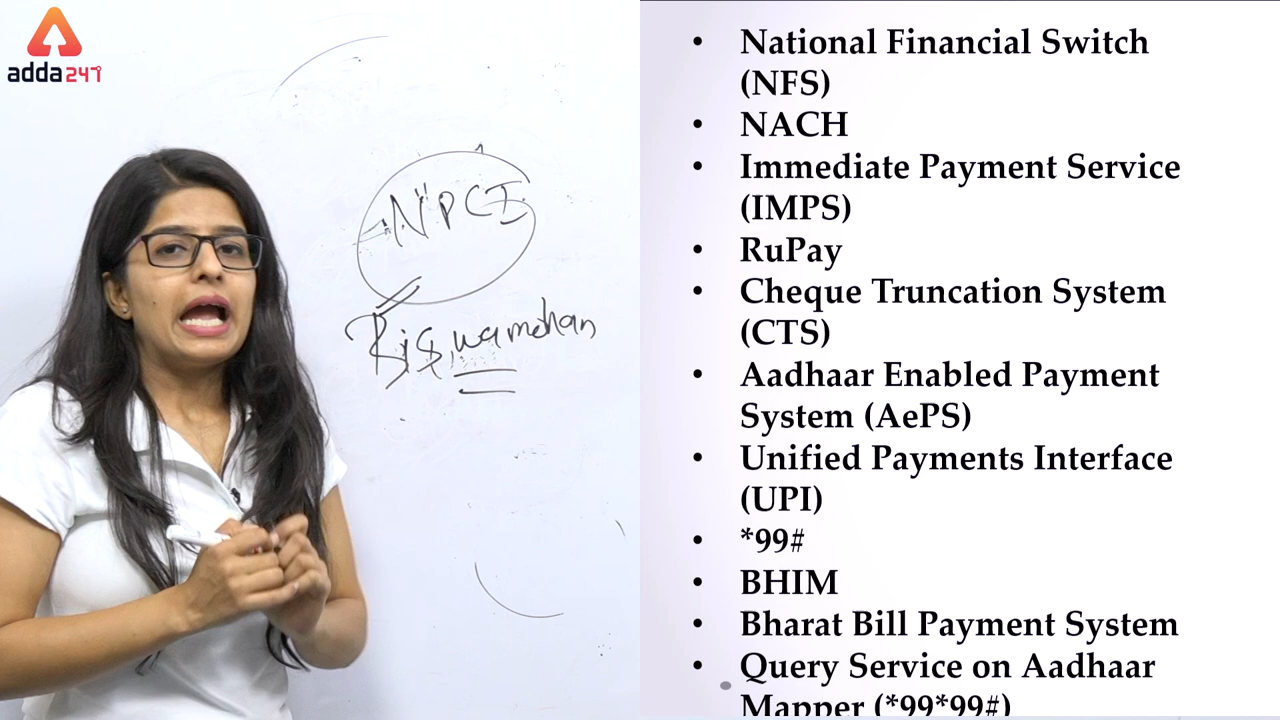 adda247
NPCI
National Financial Switch
(NFS)
NACH
Immediate Payment Service
(IMPS)
RuPay
Cheque Truncation System
(CTS)
Aadhaar Enabled Payment
System (AePS)
Unified Payments Interface
(UPI)
*99#
BHIM
Bharat Bill Payment System
Query Service on Aadhaar
Mapper (*99*99#)